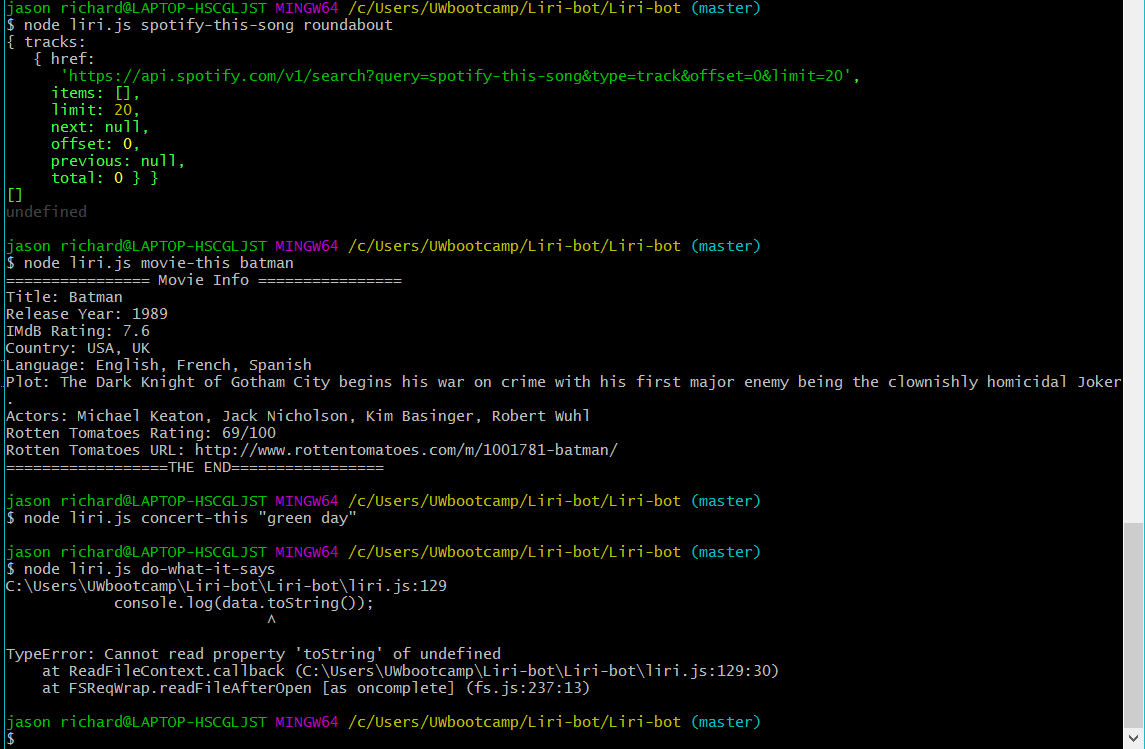 jason richard@LAPTOP-HSCGLJST MINGW64 /c/Users/UWbootcamp/Liri-bot/Liri-bot (master)
$ node liri.js spotify-this-song roundabout
{ tracks:
   { href:
      'https://api.spotify.com/v1/search?query=spotify-this-song&type=track&offset=0&limit=20',
     items: [],
     limit: 20,
     next: null,
     offset: 0,
     previous: null,
     total: 0 } }
[]
undefined

jason richard@LAPTOP-HSCGLJST MINGW64 /c/Users/UWbootcamp/Liri-bot/Liri-bot (master)
$ node liri.js movie-this batman
================ Movie Info ================
Title: Batman
Release Year: 1989
IMdB Rating: 7.6
Country: USA, UK
Language: English, French, Spanish
Plot: The Dark Knight of Gotham City begins his war on crime with his first major enemy being the clownishly homicidal Joker
.
Actors: Michael Keaton, Jack Nicholson, Kim Basinger, Robert Wuhl
Rotten Tomatoes Rating: 69/100
Rotten Tomatoes URL: http://www.rottentomatoes.com/m/1001781-batman/
==================THE END=================

jason richard@LAPTOP-HSCGLJST MINGW64 /c/Users/UWbootcamp/Liri-bot/Liri-bot (master)
$ node liri.js concert-this "green day"

jason richard@LAPTOP-HSCGLJST MINGW64 /c/Users/UWbootcamp/Liri-bot/Liri-bot (master)
$ node liri.js do-what-it-says
C:\Users\UWbootcamp\Liri-bot\Liri-bot\liri.js:129
            console.log(data.toString());
                             ^

TypeError: Cannot read property 'toString' of undefined
    at ReadFileContext.callback (C:\Users\UWbootcamp\Liri-bot\Liri-bot\liri.js:129:30)
    at FSReqWrap.readFileAfterOpen [as oncomplete] (fs.js:237:13)

jason richard@LAPTOP-HSCGLJST MINGW64 /c/Users/UWbootcamp/Liri-bot/Liri-bot (master)
$